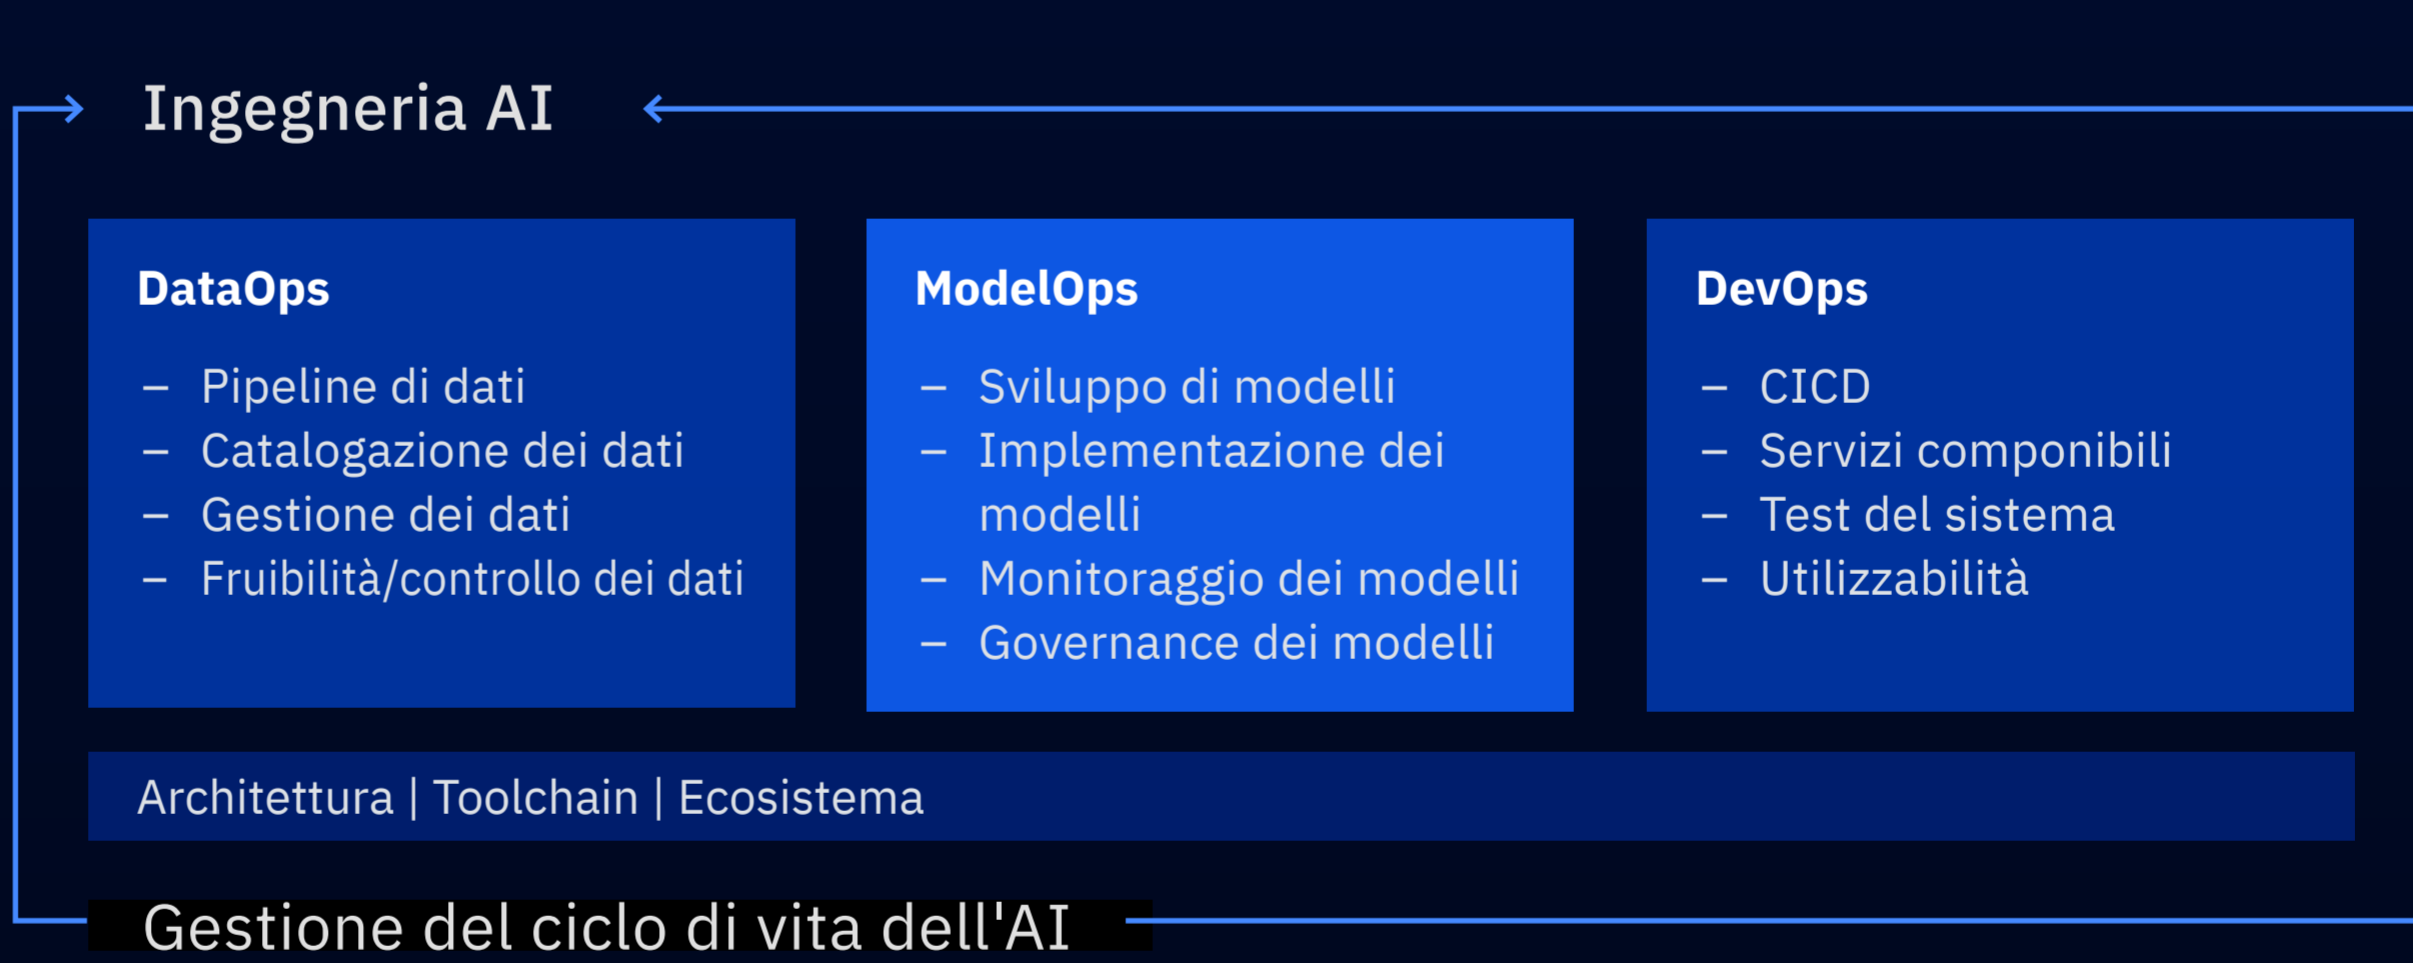 Ingegneria AI
DataOps
– Pipeline di dati
– Catalogazione dei dati
– Gestione dei dati
– Fruibilità/controllo dei dati
ModelOps
– Sviluppo di modelli
– Implementazione dei
modelli
– Monitoraggio dei modelli
– Governance dei modelli
DevOps
– CICD
– Servizi componibili
– Test del sistema
– Utilizzabilità
Architettura | Toolchain | Ecosistema
Gestione del ciclo di vita dell'AI